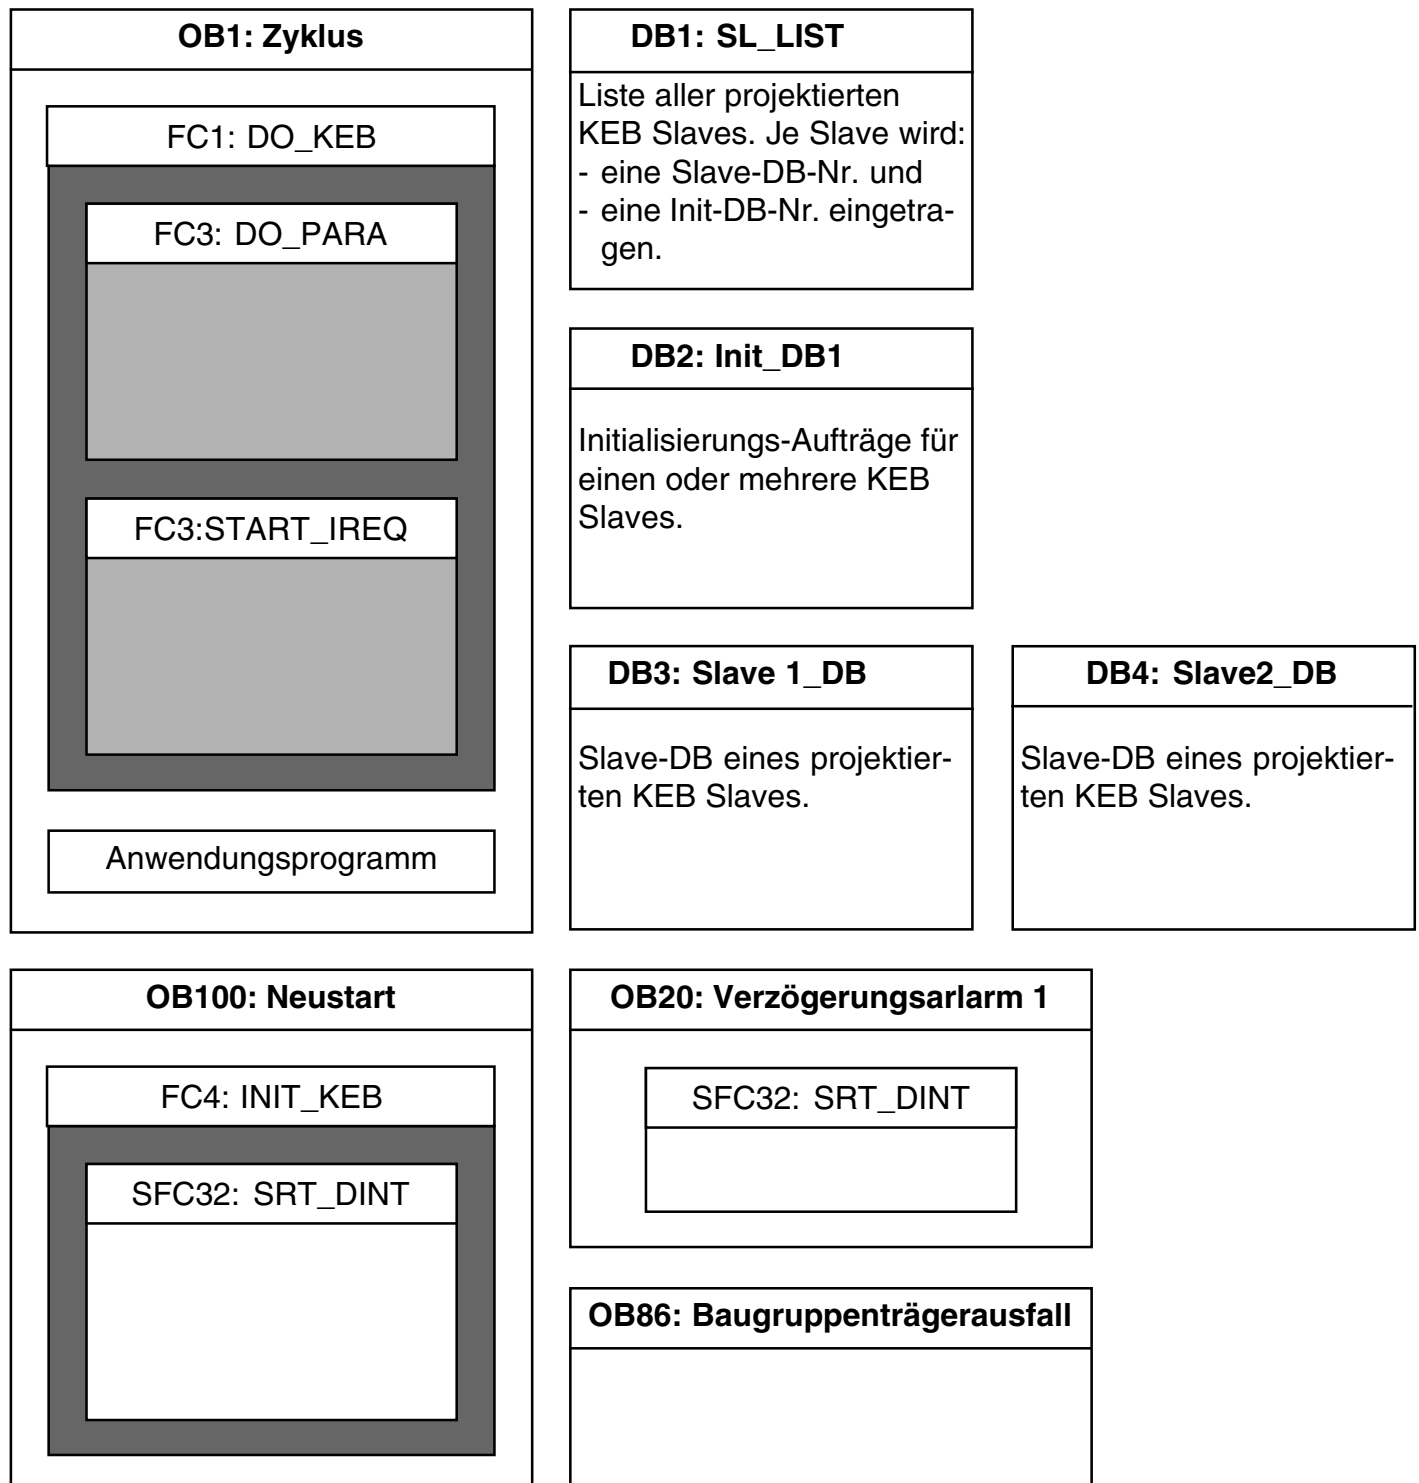 OB1: Zyklus
FC1: DO_KEB
FC3: DO_PARA
FC3:START_IREQ
Anwendungsprogramm
DB1: SL_LIST
Liste aller projektierten
KEB Slaves. Je Slave wird:
- eine Slave-DB-Nr. und
- eine Init-DB-Nr. eingetra-
gen.
DB2: Init_DB1
Initialisierungs-Aufträge für
einen oder mehrere KEB
Slaves.
DB3: Slave 1_DB
Slave-DB eines projektier-
ten KEB Slaves.
DB4: Slave2_DB
Slave-DB eines projektier-
ten KEB Slaves.
OB100: Neustart
FC4: INIT_KEB
SFC32: SRT_DINT
OB20: Verzögerungsarlarm 1
SFC32: SRT_DINT
OB86: Baugruppenträgerausfall